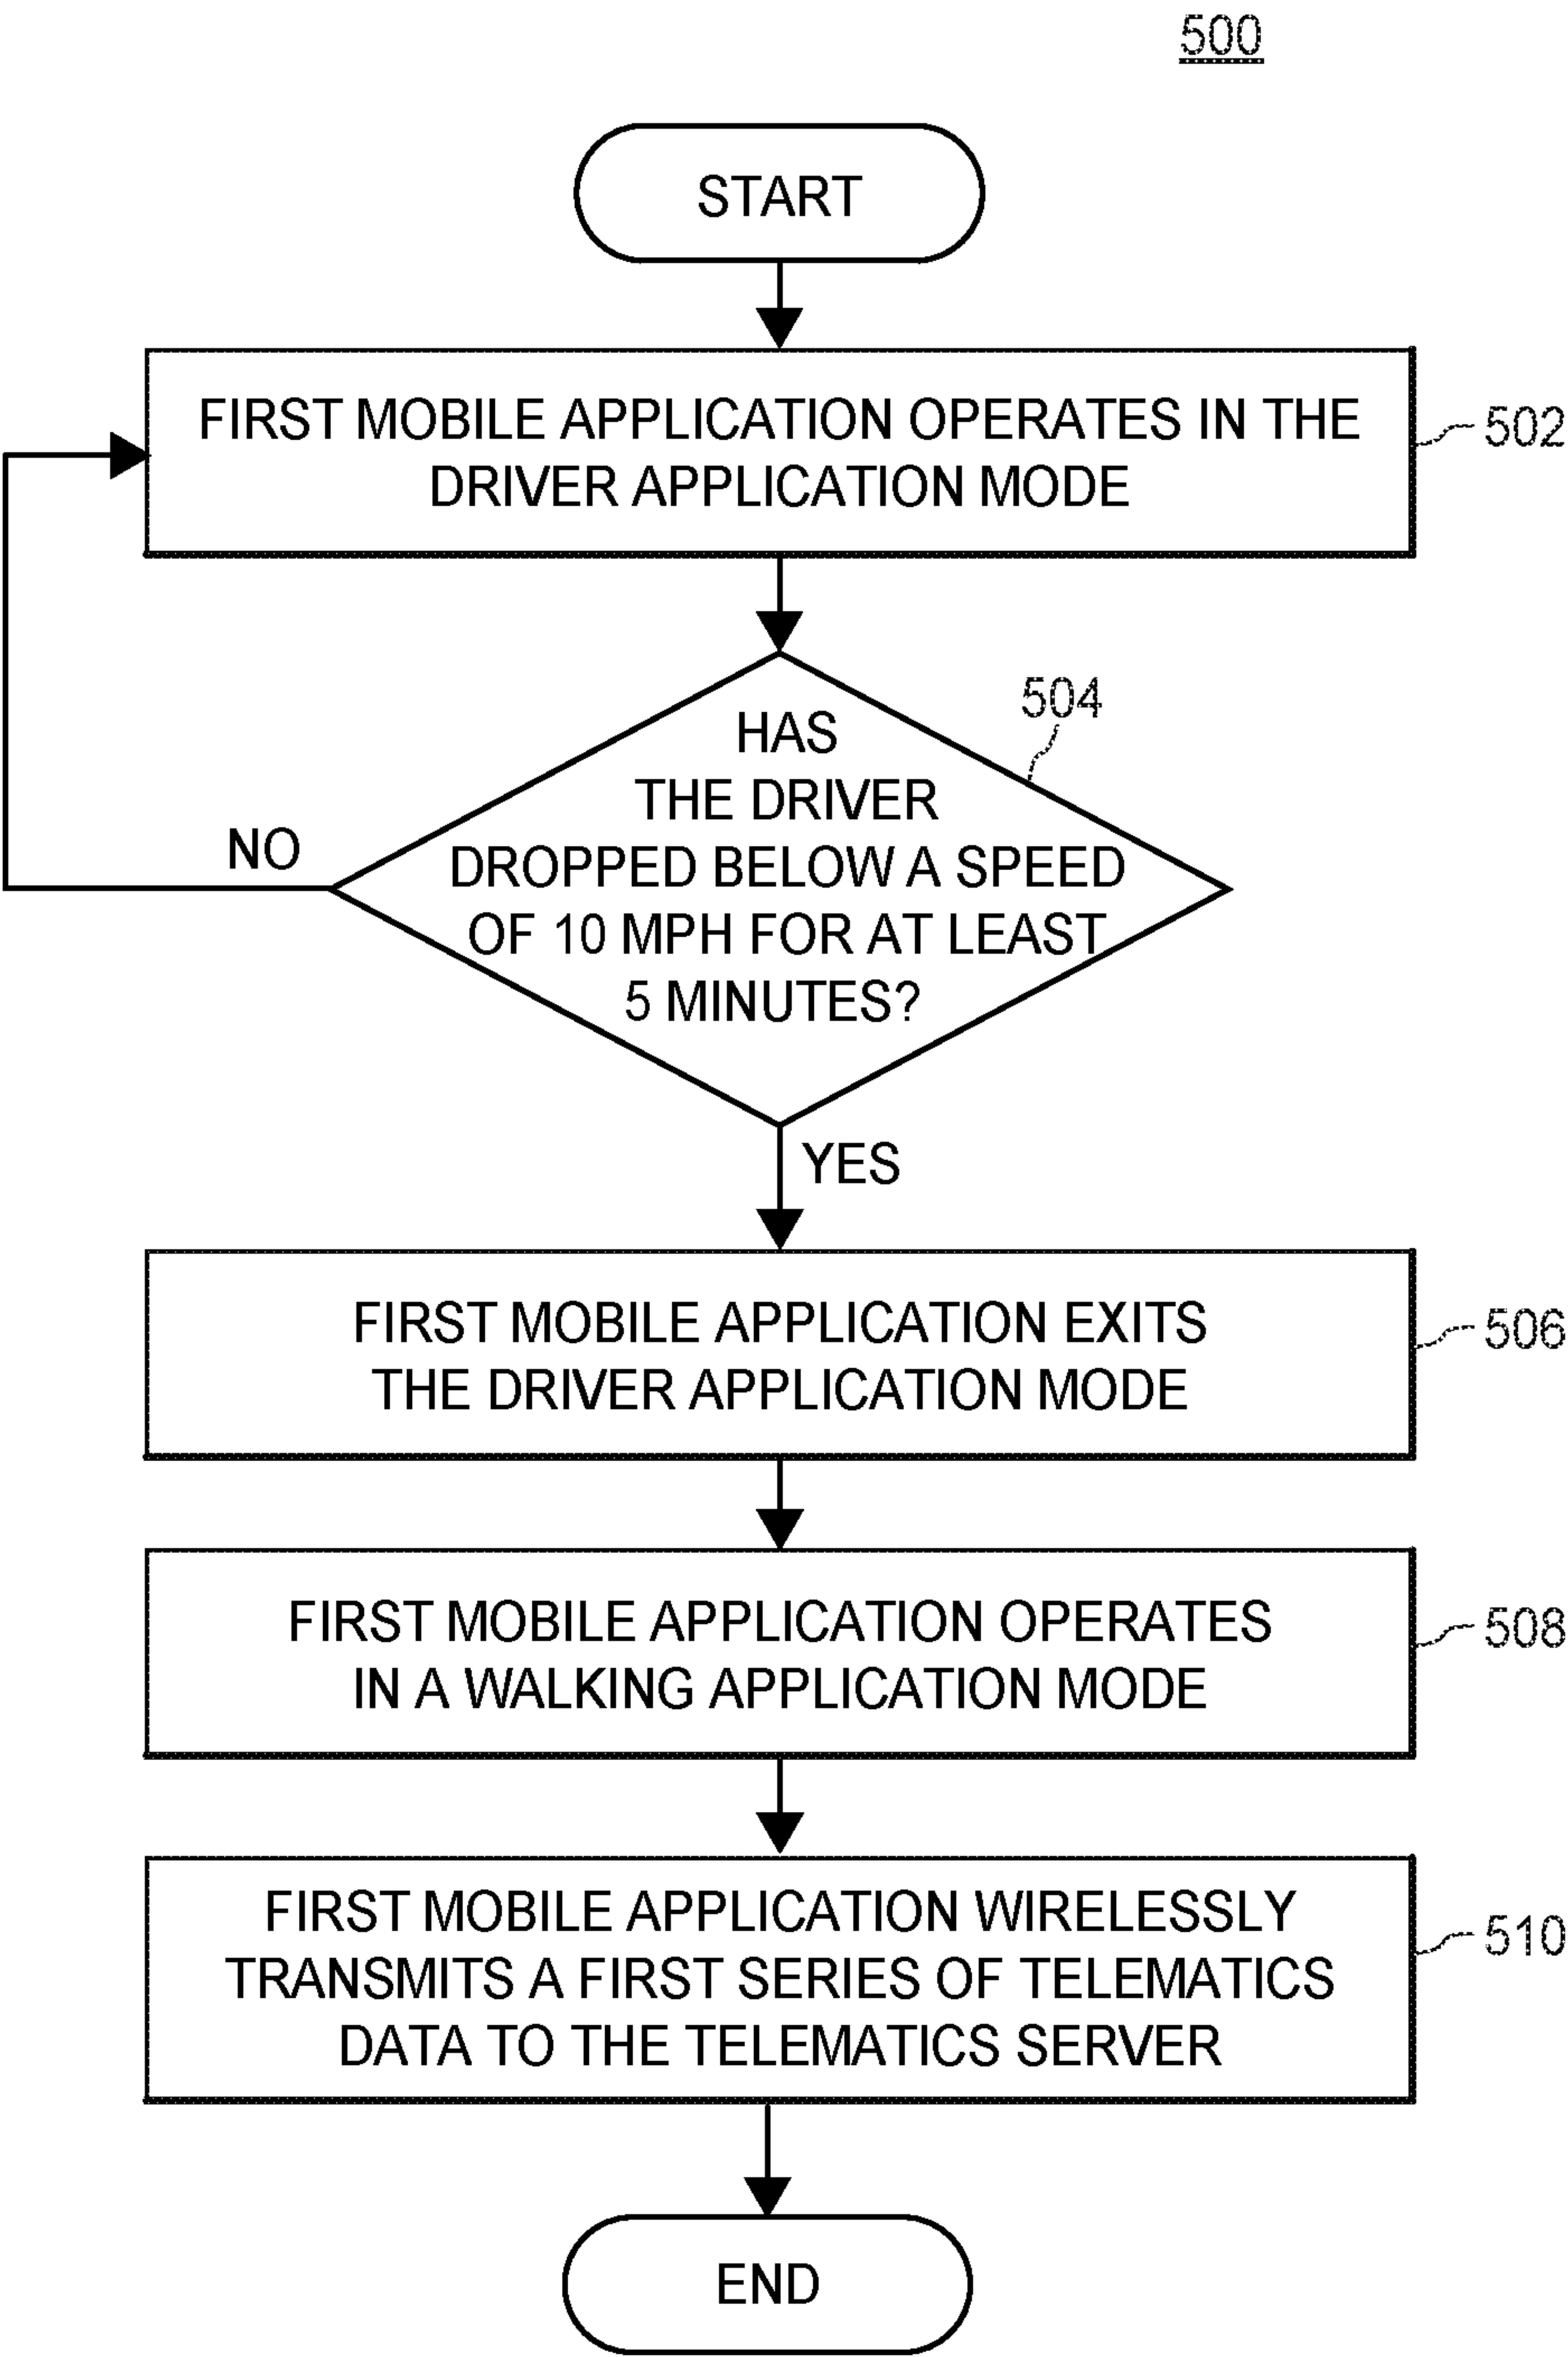 500
START
FIRST MOBILE APPLICATION OPERATES IN THE
DRIVER APPLICATION MODE
502
504
HAS
THE DRIVER
DROPPED BELOW A SPEED
OF 10 MPH FOR AT LEAST
5 MINUTES?
NO
YES
FIRST MOBILE APPLICATION EXITS
THE DRIVER APPLICATION MODE
506
FIRST MOBILE APPLICATION OPERATES
IN A WALKING APPLICATION MODE
508
FIRST MOBILE APPLICATION WIRELESSLY
TRANSMITS A FIRST SERIES OF TELEMATICS
DATA TO THE TELEMATICS SERVER
510
END